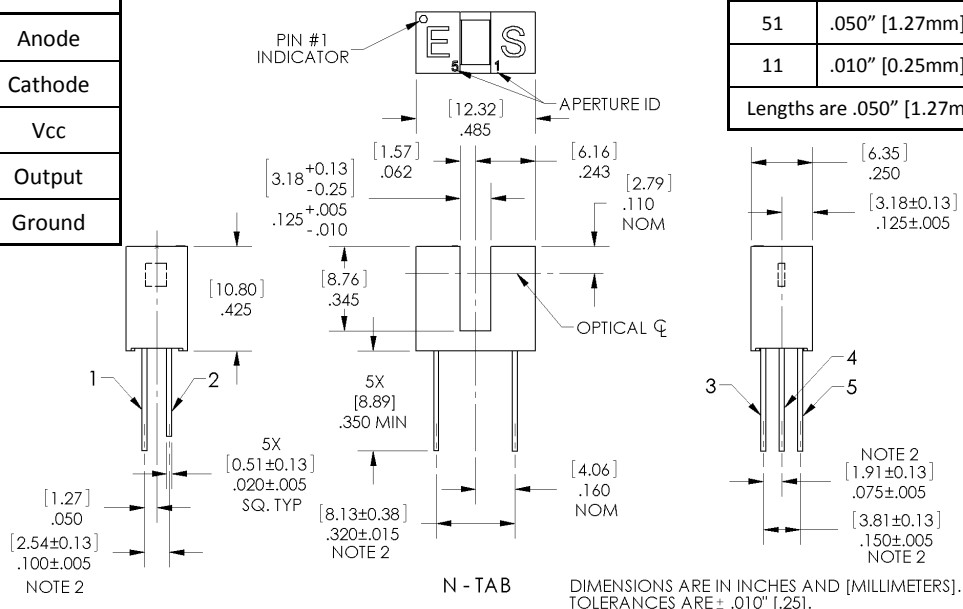 Anode
Cathode
Vcc
Output
Ground
PIN #1
INDICATOR
E S
5 1
APERTURE ID
51 .050” [1.27mm]
11 .010” [0.25mm]
Lengths are .050” [1.27m
[12.32]
.485
[1.57]
.062
[6.16]
.243
[3.18 +0.13 -0.25]
.125 +.005 -.010
[2.79]
.110
NOM
[6.35]
.250
[3.18±0.13]
.125±.005
[10.80]
.425
[8.76]
.345
OPTICAL ℄
1
2
5X
[8.89]
.350 MIN
3
4
5
5X
[0.51±0.13]
.020±.005
SQ. TYP
[1.27]
.050
[2.54±0.13]
.100±.005
NOTE 2
[8.13±0.38]
.320±.015
NOTE 2
[4.06]
.160
NOM
NOTE 2
[1.91±0.13]
.075±.005
[3.81±0.13]
.150±.005
NOTE 2
N - TAB
DIMENSIONS ARE IN INCHES AND [MILLIMETERS].
TOLERANCES ARE ± .010" [.25].